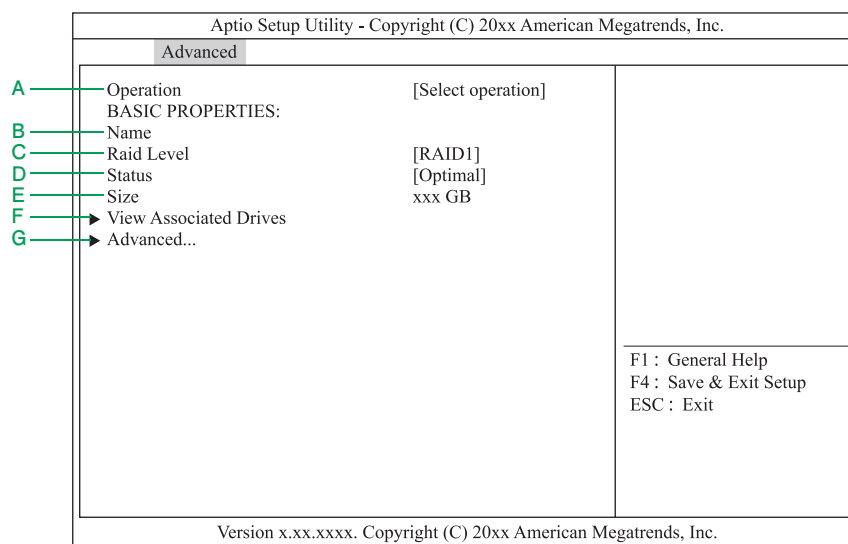 Aptio Setup Utility - Copyright (C) 20xx American Megatrends, Inc.
Advanced
A Operation [Select operation]
BASIC PROPERTIES:
B Name
C Raid Level [RAID1]
D Status [Optimal]
E Size xxx GB
F ▶ View Associated Drives
G ▶ Advanced...
F1 : General Help
F4 : Save & Exit Setup
ESC : Exit
Version x.xx.xxxx. Copyright (C) 20xx American Megatrends, Inc.